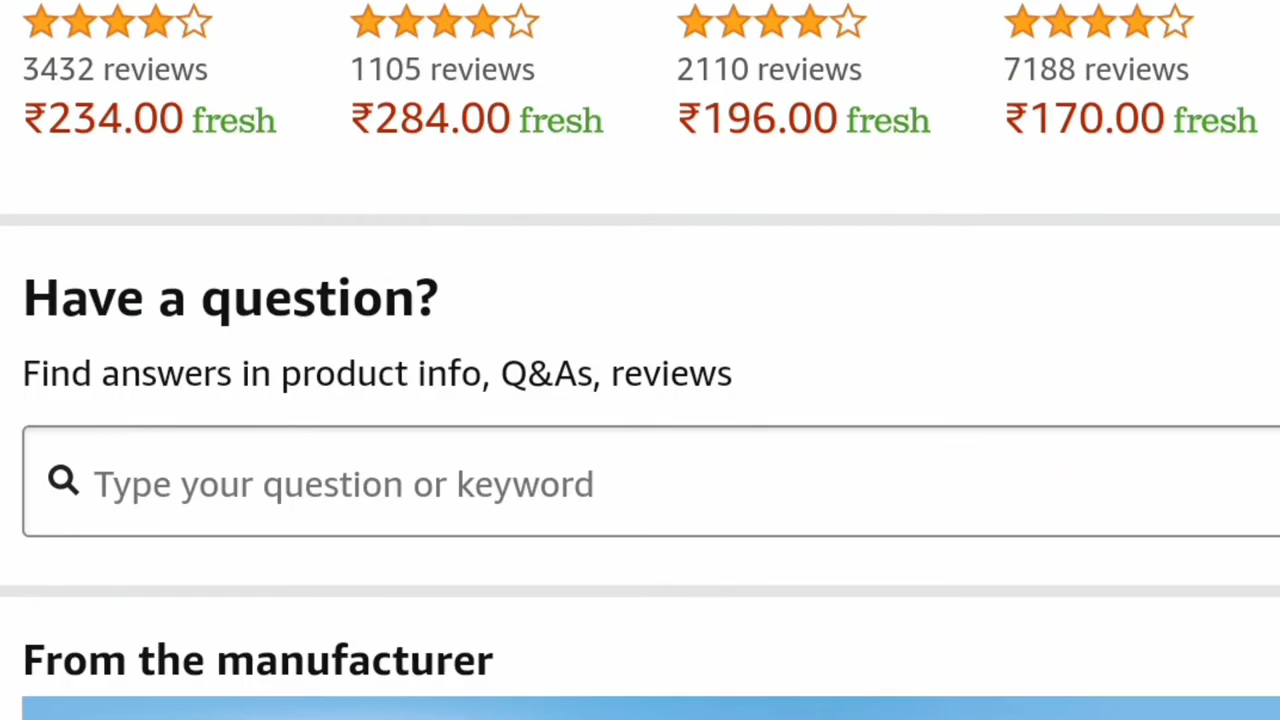 3432 reviews 1105 reviews 2110 reviews 7188 reviews
₹234.00 fresh ₹284.00 fresh ₹196.00 fresh ₹170.00 fresh
Have a question?
Find answers in product info, Q&As, reviews
Type your question or keyword
From the manufacturer